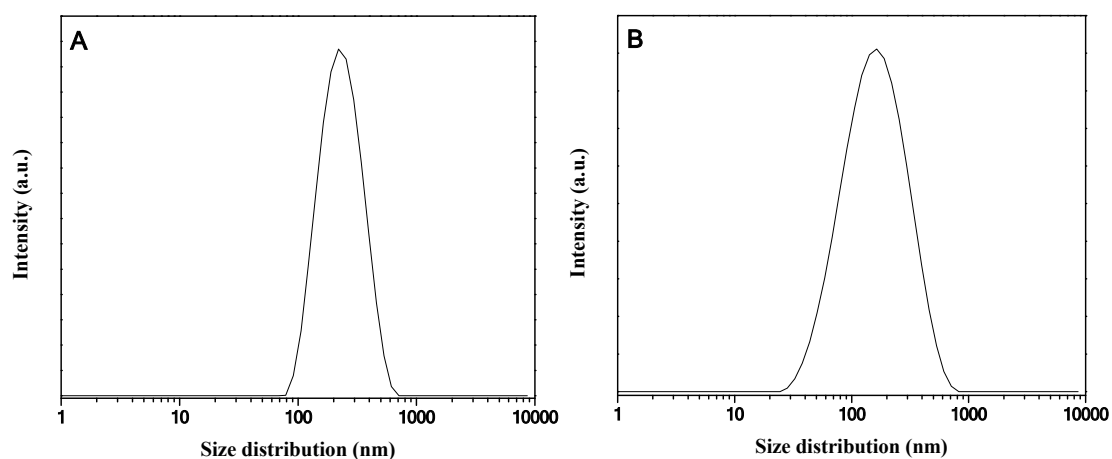 A
Intensity (a.u.)
1 10 100 1000 10000
Size distribution (nm)
B
Intensity (a.u.)
1 10 100 1000 10000
Size distribution (nm)